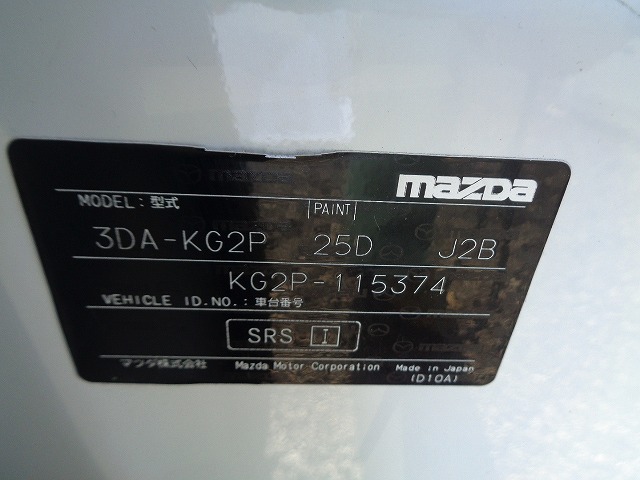 mazda
MODEL: 型式 |PAINT|
3DA-KG2P 25D J2B
KG2P-115374
VEHICLE ID.NO.: 車台番号
SRS I
マツダ株式会社 Mazda Motor Corporation Made in Japan
(D10A)